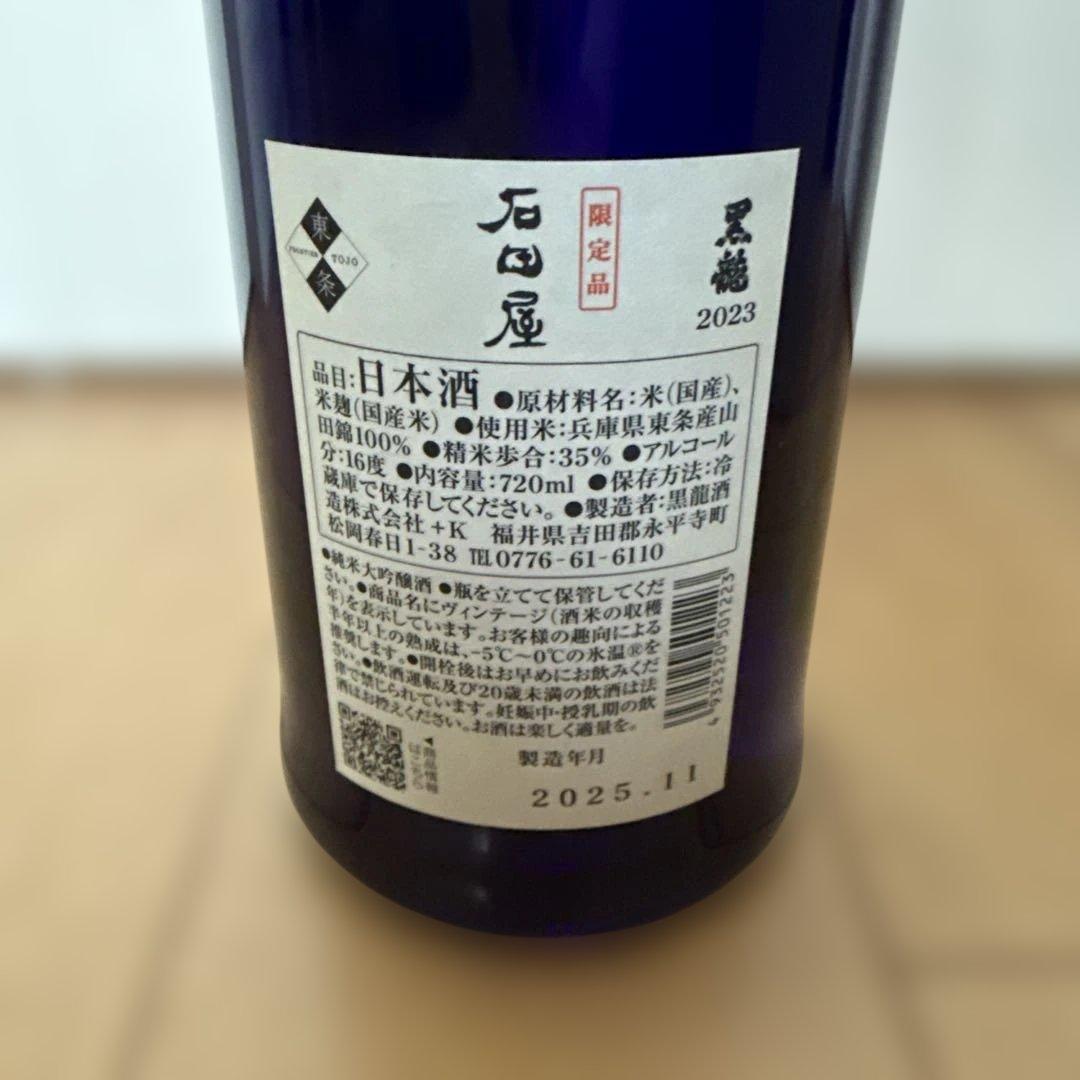 黒龍
2023
限定品
石田屋
東条
FRONTIER TOJO
品目:日本酒 ●原材料名:米(国産)、
米麹(国産米) ●使用米:兵庫県東条産山
田錦100% ●精米歩合:35% ●アルコール
分:16度 ●内容量:720ml ●保存方法:冷
蔵庫で保存してください。 ●製造者:黒龍酒
造株式会社+K 福井県吉田郡永平寺町
松岡春日1-38 TEL0776-61-6110
●純米大吟醸酒 ●瓶を立てて保管してくだ
さい。●商品名にヴィンテージ(酒米の収穫
年)を表示しています。お客様の趣向による
半年以上の熟成は、-5℃〜0℃の氷温®を
推奨します。●開栓後はお早めにお飲みくだ
さい。●飲酒運転及び20歳未満の飲酒は法
律で禁じられています。妊娠中・授乳期の飲
酒はお控えください。お酒は楽しく適量を。
4932520501223
◀商品情報
はこちら
製造年月
2025.11